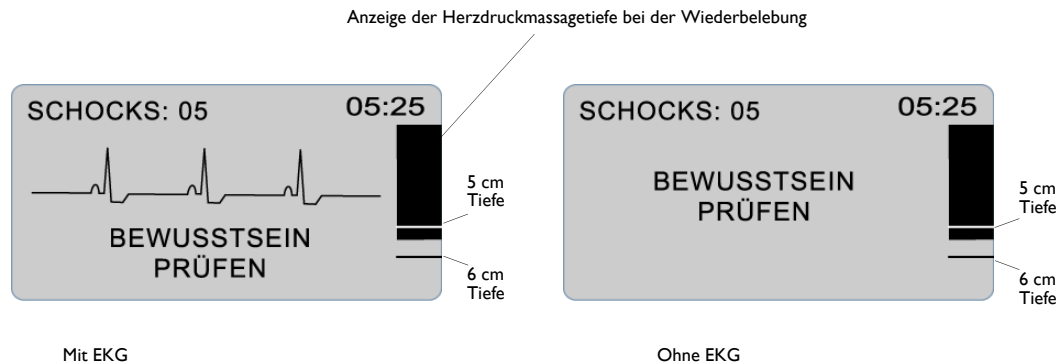 Anzeige der Herzdruckmassagetiefe bei der Wiederbelebung
SCHOCKS: 05 05:25
BEWUSSTSEIN
PRÜFEN
5 cm
Tiefe
6 cm
Tiefe
Mit EKG
SCHOCKS: 05 05:25
BEWUSSTSEIN
PRÜFEN
5 cm
Tiefe
6 cm
Tiefe
Ohne EKG